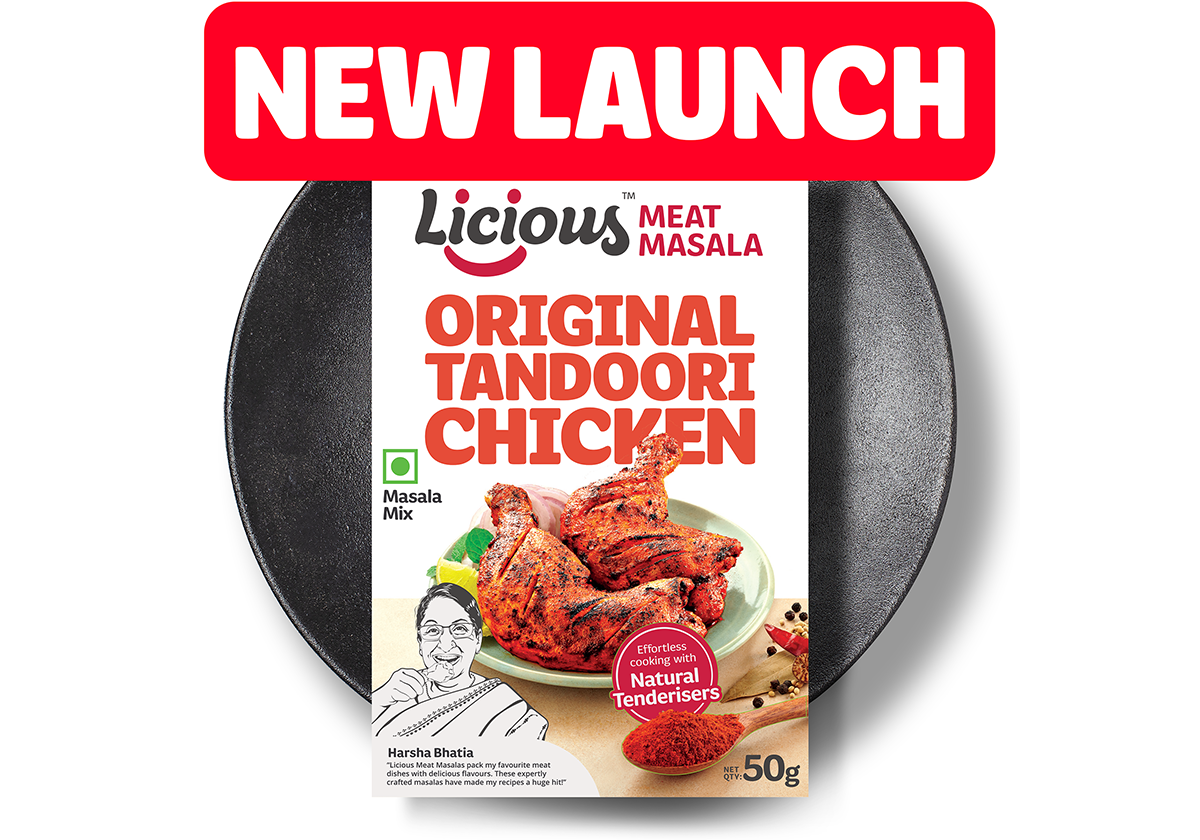 NEW LAUNCH
Licious™
MEAT
MASALA
ORIGINAL
TANDOORI
CHICKEN
Masala
Mix
Effortless
cooking with
Natural
Tenderisers
Harsha Bhatia
"Licious Meat Masalas pack my favourite meat
dishes with delicious flavours. These expertly
crafted masalas have made my recipes a huge hit!"
NET
QTY: 50g